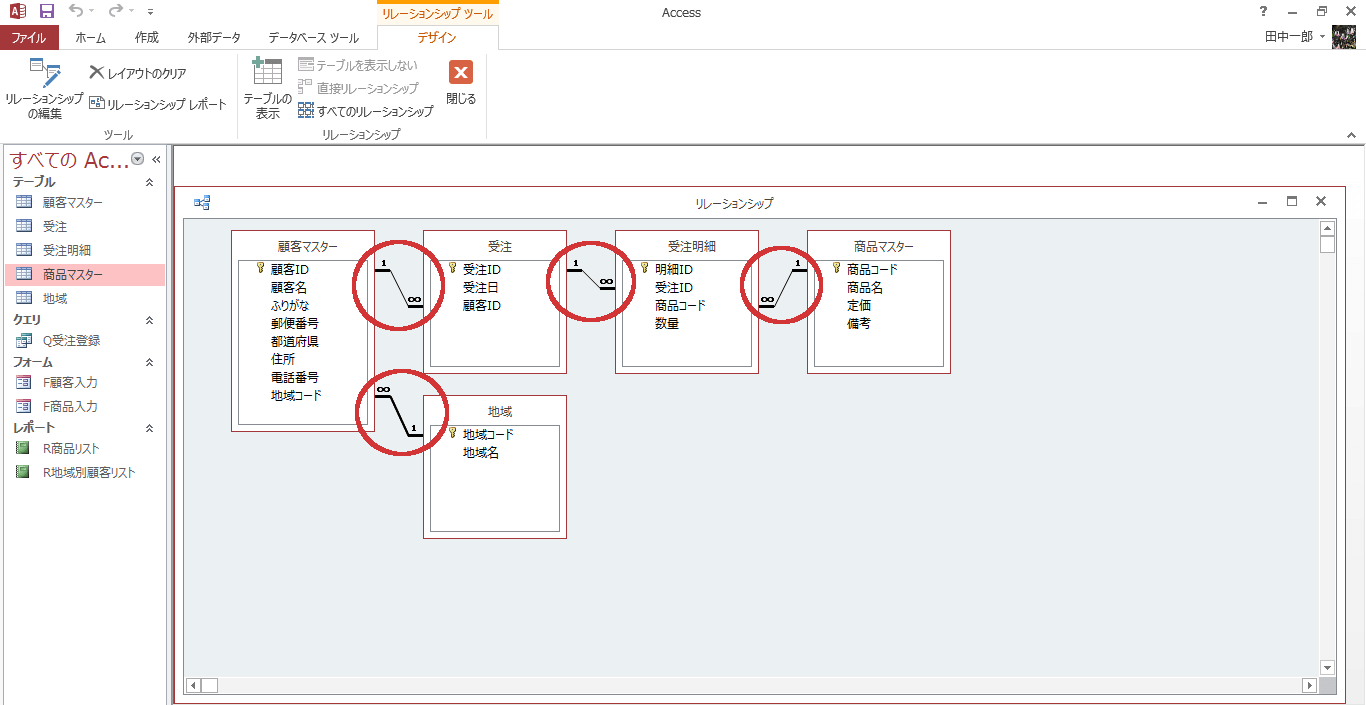 リレーションシップ ツール
Access
?
ファイル
ホーム
作成
外部データ
データベース ツール
デザイン
田中一郎
リレーションシップ
の編集
レイアウトのクリア
リレーションシップ レポート
ツール
テーブルの
表示
テーブルを表示しない
直接リレーションシップ
すべてのリレーションシップ
閉じる
リレーションシップ
すべての Ac...
テーブル
顧客マスター
受注
受注明細
商品マスター
地域
クエリ
Q受注登録
フォーム
F顧客入力
F商品入力
レポート
R商品リスト
R地域別顧客リスト
リレーションシップ
顧客マスター
顧客ID
顧客名
ふりがな
郵便番号
都道府県
住所
電話番号
地域コード
1
∞
受注
受注ID
受注日
顧客ID
1
∞
受注明細
明細ID
受注ID
商品コード
数量
1
∞
商品マスター
商品コード
商品名
定価
備考
∞
1
地域
地域コード
地域名